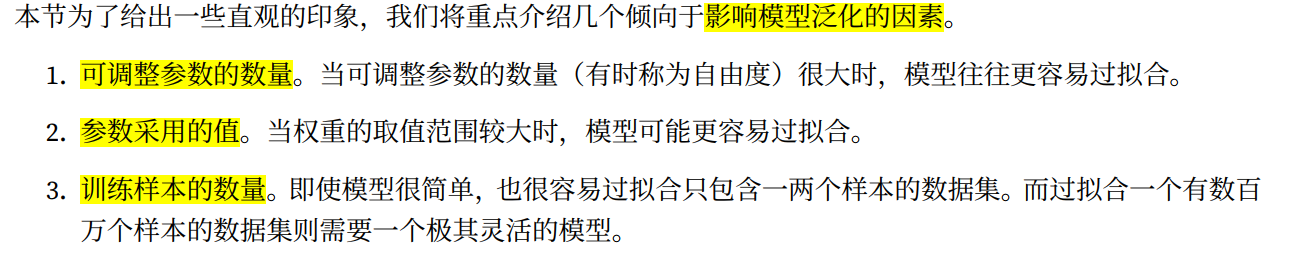 本节为了给出一些直观的印象，我们将重点介绍几个倾向于影响模型泛化的因素。
1. 可调整参数的数量。当可调整参数的数量（有时称为自由度）很大时，模型往往更容易过拟合。
2. 参数采用的值。当权重的取值范围较大时，模型可能更容易过拟合。
3. 训练样本的数量。即使模型很简单，也很容易过拟合只包含一两个样本的数据集。而过拟合一个有数百
万个样本的数据集则需要一个极其灵活的模型。